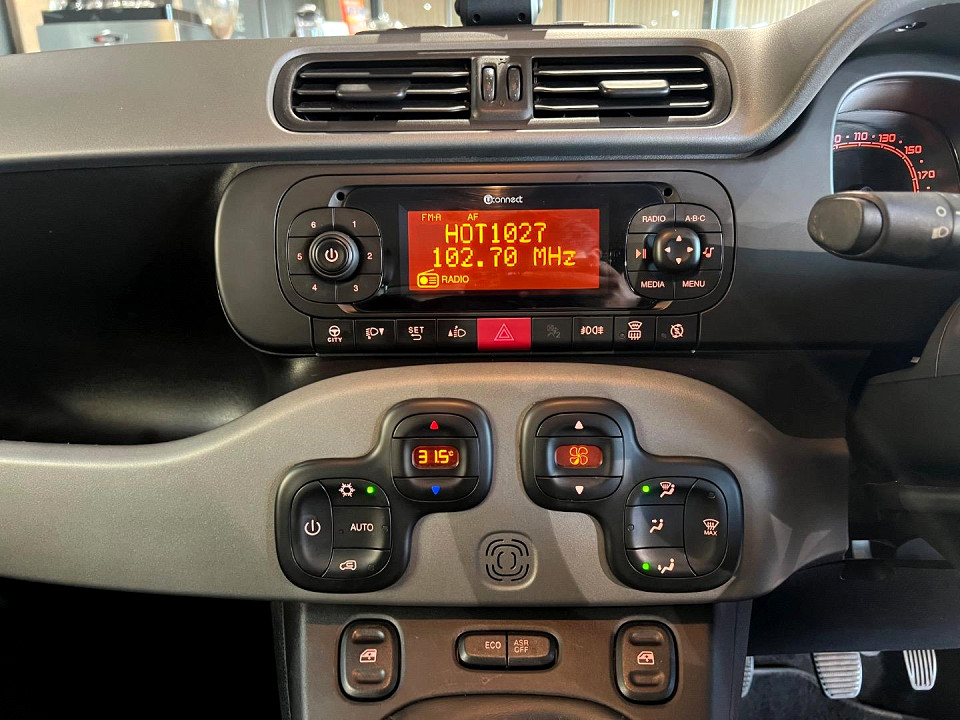 110 130 150 170
Uconnect
FM-A AF
HOT1027
102.70 MHz
RADIO
6 1
5 2
4 3
RADIO A·B·C
MEDIA MENU
CITY SET
31.5°c
AUTO
MAX
ECO ASR OFF